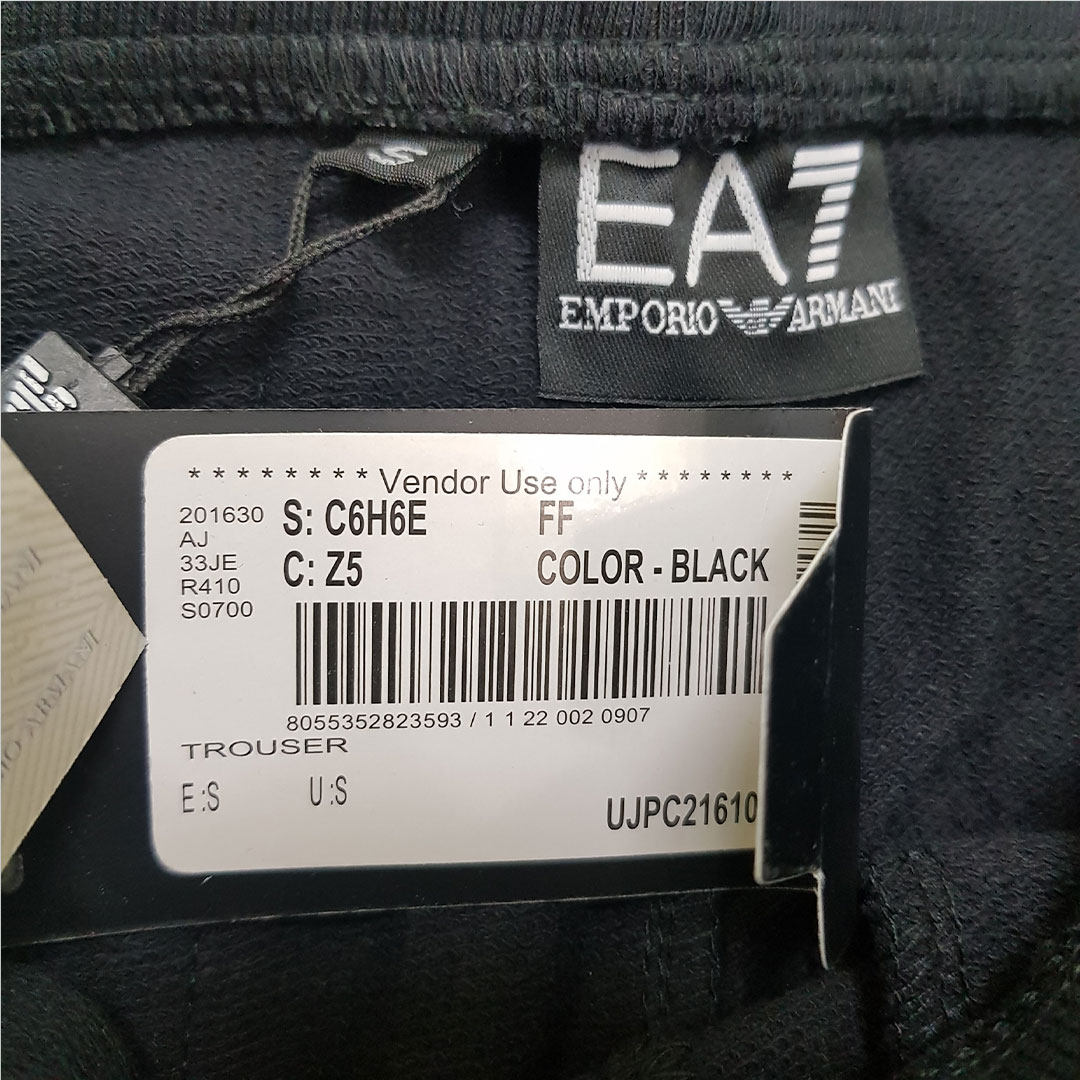 S
EA7
EMPORIO ARMANI
* * * * * * * * Vendor Use only * * * * * * * *
201630 S: C6H6E FF
AJ
33JE C: Z5 COLOR - BLACK
R410
S0700
8055352823593 / 1 1 22 002 0907
TROUSER
E :S U :S
UJPC21610
ARMANI